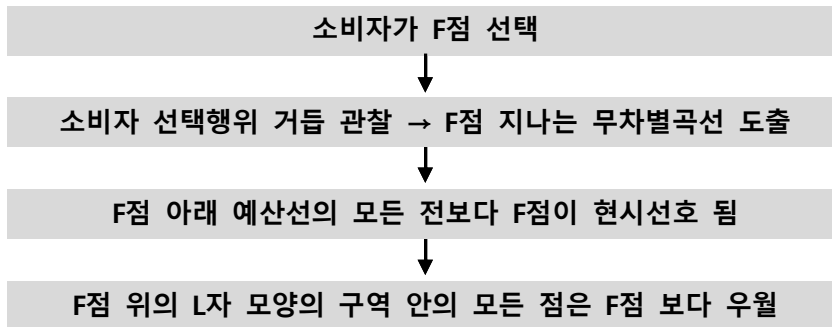 소비자가 F점 선택
소비자 선택행위 거듭 관찰 → F점 지나는 무차별곡선 도출
F점 아래 예산선의 모든 전보다 F점이 현시선호 됨
F점 위의 L자 모양의 구역 안의 모든 점은 F점 보다 우월